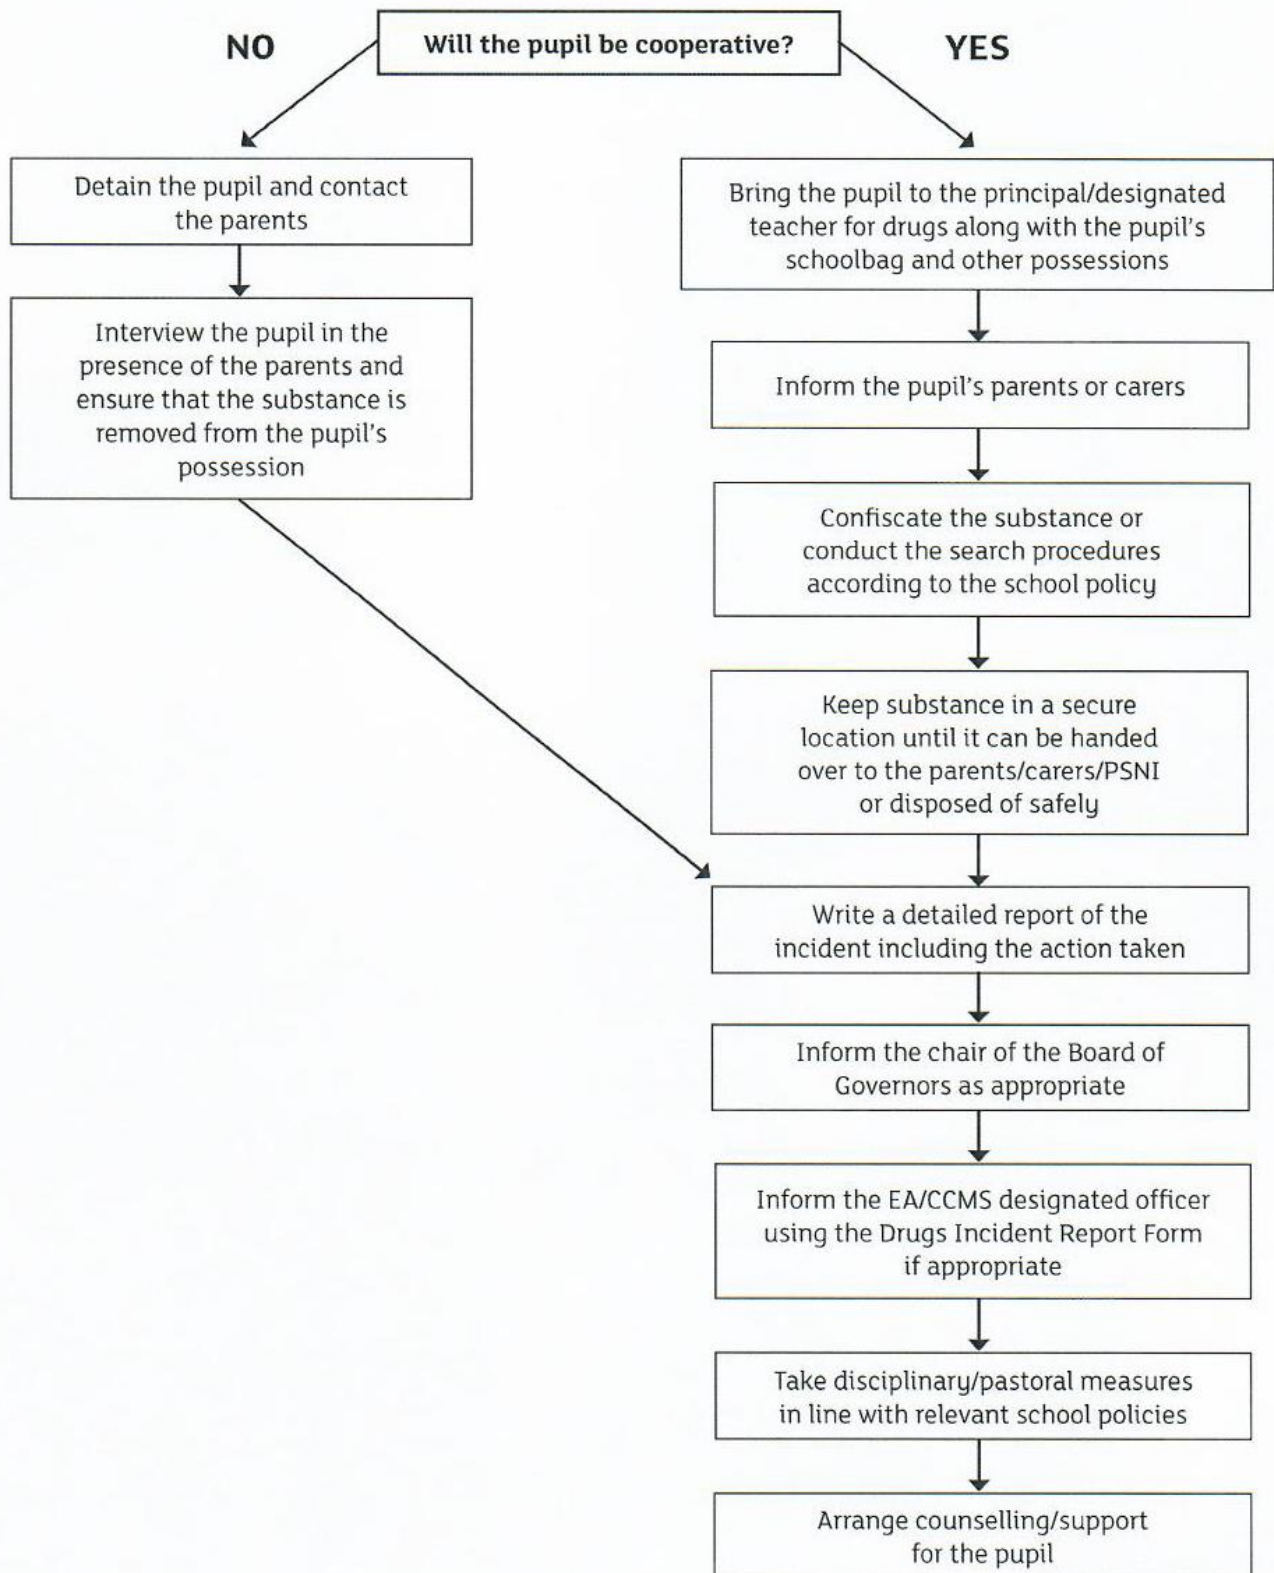 Will the pupil be cooperative?
NO
YES
Detain the pupil and contact
the parents
Interview the pupil in the
presence of the parents and
ensure that the substance is
removed from the pupil's
possession
Bring the pupil to the principal/designated
teacher for drugs along with the pupil's
schoolbag and other possessions
Inform the pupil's parents or carers
Confiscate the substance or
conduct the search procedures
according to the school policy
Keep substance in a secure
location until it can be handed
over to the parents/carers/PSNI
or disposed of safely
Write a detailed report of the
incident including the action taken
Inform the chair of the Board of
Governors as appropriate
Inform the EA/CCMS designated officer
using the Drugs Incident Report Form
if appropriate
Take disciplinary/pastoral measures
in line with relevant school policies
Arrange counselling/support
for the pupil